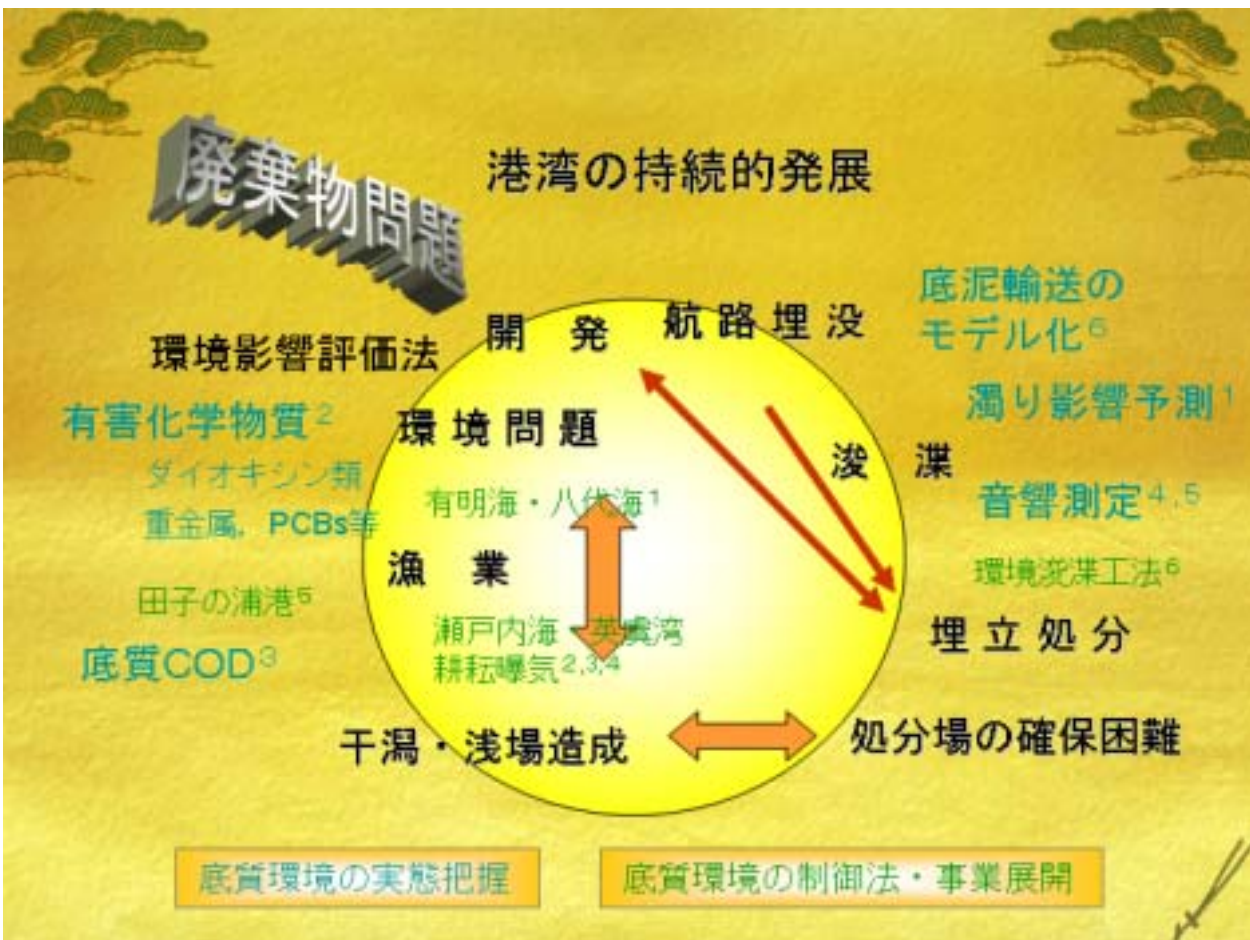 廃棄物問題
港湾の持続的発展
開 発
航 路 埋 没
底泥輸送の
モデル化6
環境影響評価法
濁り影響予測1
有害化学物質2
環 境 問 題
浚 渫
ダイオキシン類
有明海・八代海1
音響測定4,5
重金属,PCBs等
漁 業
環境浚渫工法6
田子の浦港5
瀬戸内海 英虞湾
埋 立 処 分
底質COD3
耕耘曝気2,3,4
干潟・浅場造成
処分場の確保困難
底質環境の実態把握
底質環境の制御法・事業展開